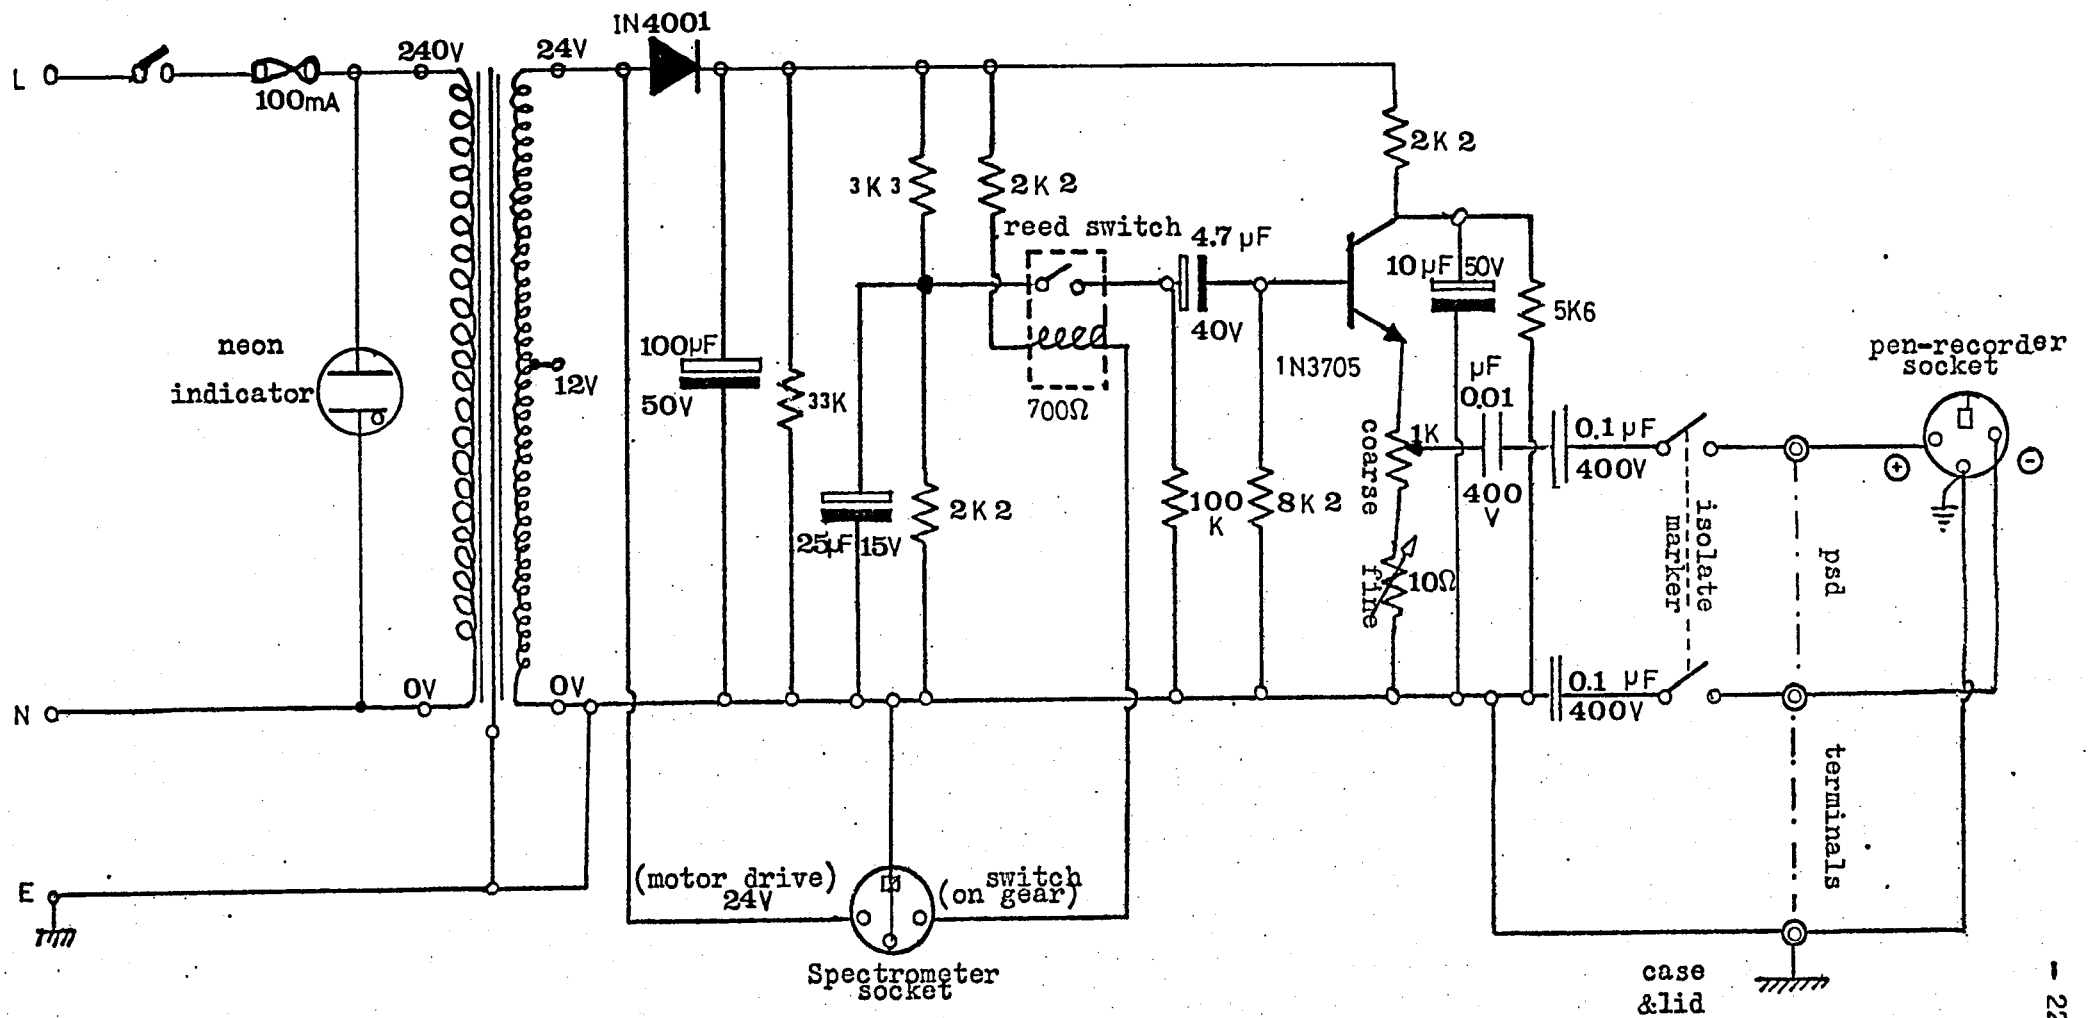 L
100mA
240V
24V
IN4001
3K3
2K2
reed switch
4.7µF
40V
2K2
10µF 50V
5K6
1N3705
neon
indicator
12V
100µF
50V
33K
700Ω
coarse
1K
µF
0.01
400
V
0.1µF
400V
pen-recorder
socket
+
-
25µF 15V
2K2
100
K
8K2
fine
10Ω
isolate
marker
psd
terminals
N
0V
0V
0.1 µF
400V
E
(motor drive)
24V
switch
(on gear)
Spectrometer
socket
case
&lid
- 22